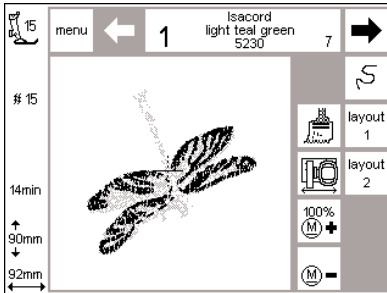 15
menu
1
Isacord
light teal green
5230
7
# 15
layout
1
layout
2
14min
100%
M
90mm
M
92mm